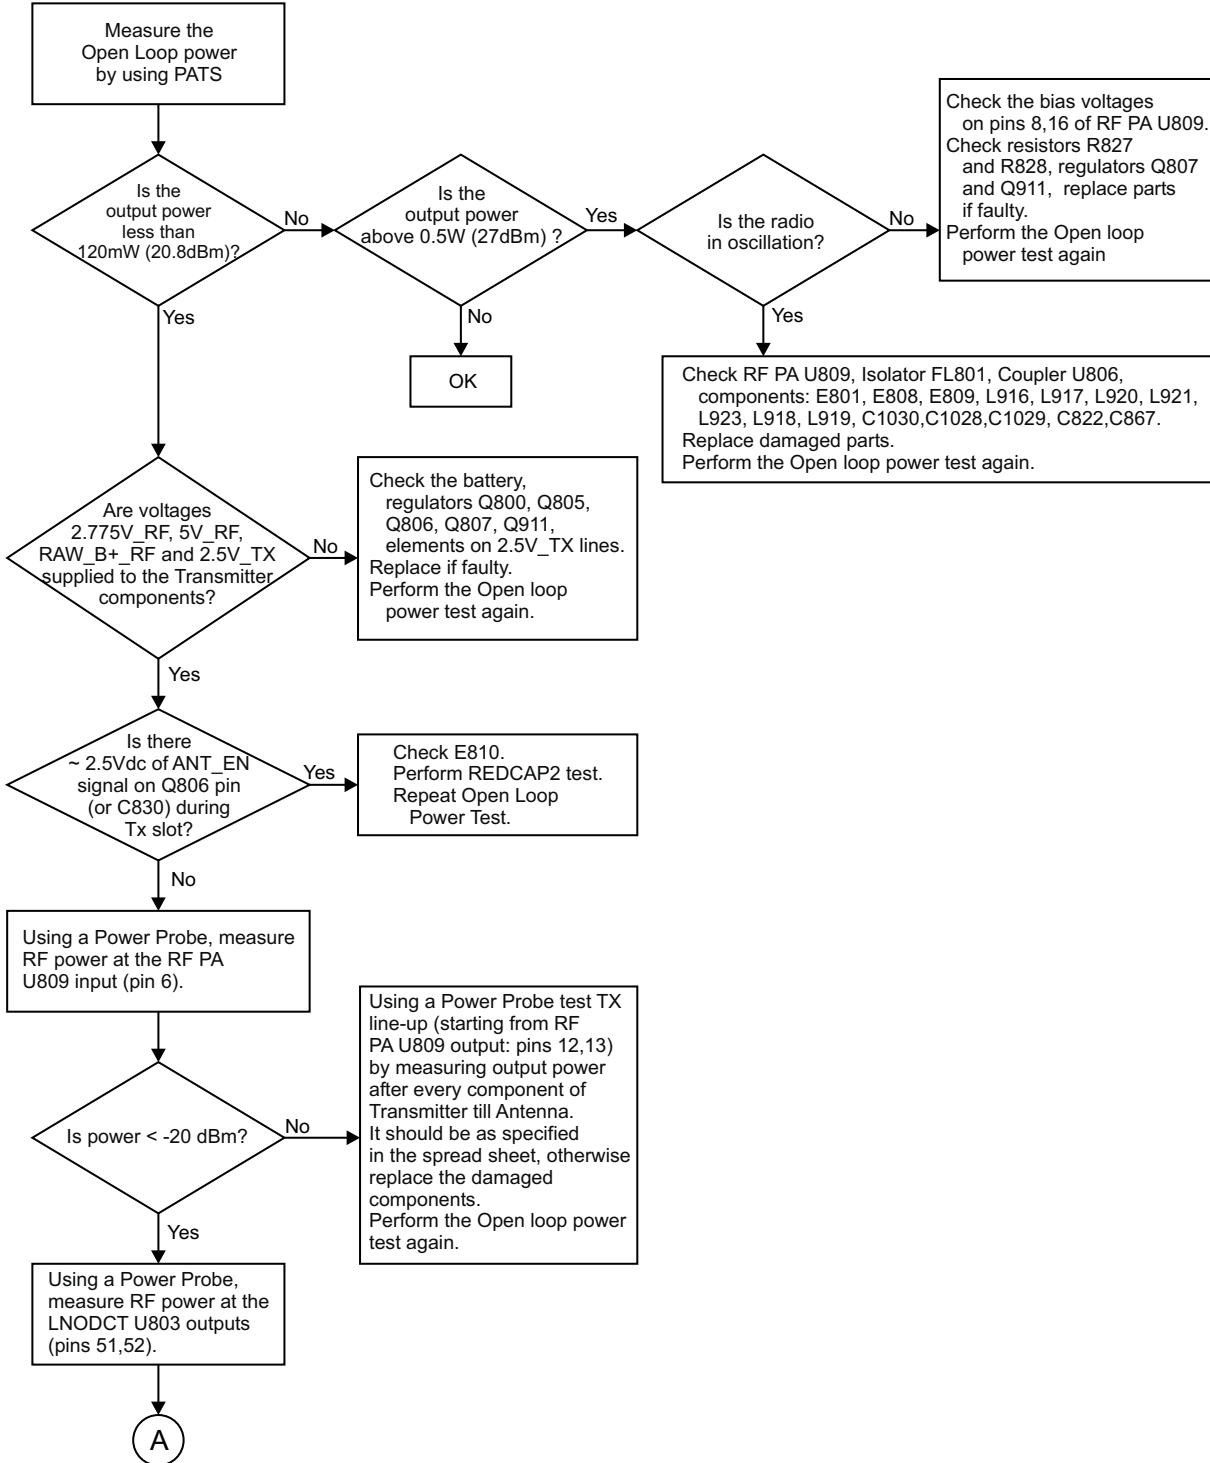 Measure the
Open Loop power
by using PATS
Is the
output power
less than
120mW (20.8dBm)?
No
Yes
Is the
output power
above 0.5W (27dBm) ?
Yes
No
OK
Is the radio
in oscillation?
No
Yes
Check the bias voltages
on pins 8,16 of RF PA U809.
Check resistors R827
and R828, regulators Q807
and Q911, replace parts
if faulty.
Perform the Open loop
power test again
Check RF PA U809, Isolator FL801, Coupler U806,
components: E801, E808, E809, L916, L917, L920, L921,
L923, L918, L919, C1030,C1028,C1029, C822,C867.
Replace damaged parts.
Perform the Open loop power test again.
Are voltages
2.775V_RF, 5V_RF,
RAW_B+_RF and 2.5V_TX
supplied to the Transmitter
components?
No
Yes
Check the battery,
regulators Q800, Q805,
Q806, Q807, Q911,
elements on 2.5V_TX lines.
Replace if faulty.
Perform the Open loop
power test again.
Is there
~ 2.5Vdc of ANT_EN
signal on Q806 pin
(or C830) during
Tx slot?
Yes
No
Check E810.
Perform REDCAP2 test.
Repeat Open Loop
Power Test.
Using a Power Probe, measure
RF power at the RF PA
U809 input (pin 6).
Is power < -20 dBm?
No
Yes
Using a Power Probe test TX
line-up (starting from RF
PA U809 output: pins 12,13)
by measuring output power
after every component of
Transmitter till Antenna.
It should be as specified
in the spread sheet, otherwise
replace the damaged
components.
Perform the Open loop power
test again.
Using a Power Probe,
measure RF power at the
LNODCT U803 outputs
(pins 51,52).
A